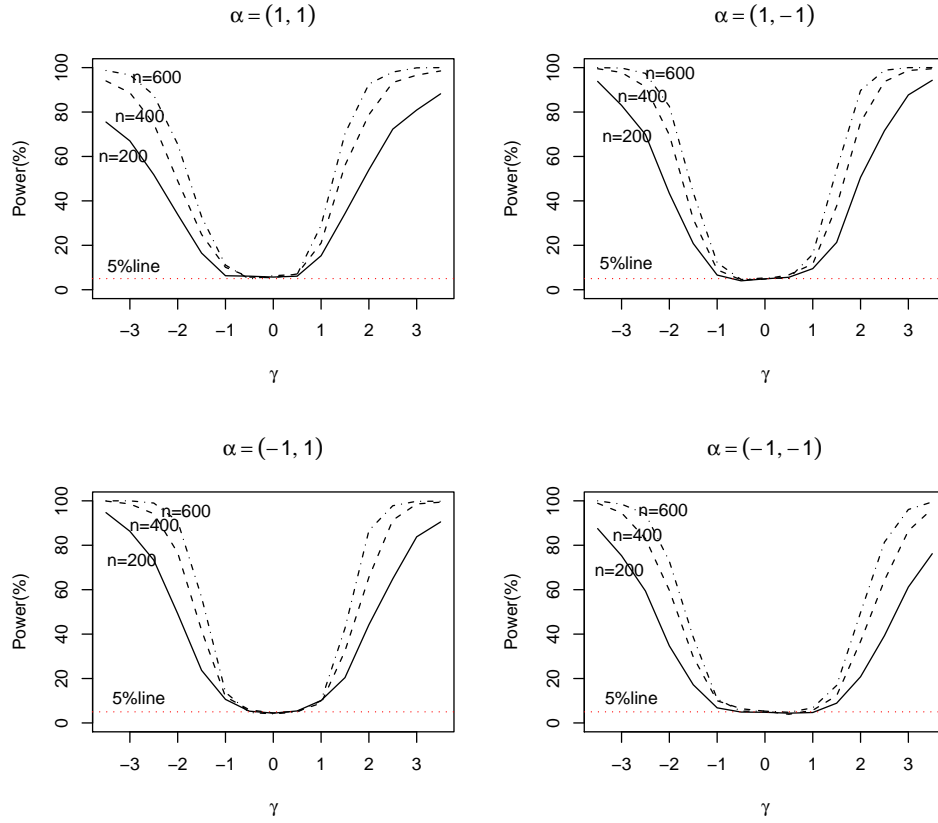 α = (1, 1)
Power(%)
100
80
60
40
20
0
n=600
n=400
n=200
5%line
−3 −2 −1 0 1 2 3
γ
α = (1, −1)
Power(%)
100
80
60
40
20
0
n=600
n=400
n=200
5%line
−3 −2 −1 0 1 2 3
γ
α = (−1, 1)
Power(%)
100
80
60
40
20
0
n=600
n=400
n=200
5%line
−3 −2 −1 0 1 2 3
γ
α = (−1, −1)
Power(%)
100
80
60
40
20
0
n=600
n=400
n=200
5%line
−3 −2 −1 0 1 2 3
γ